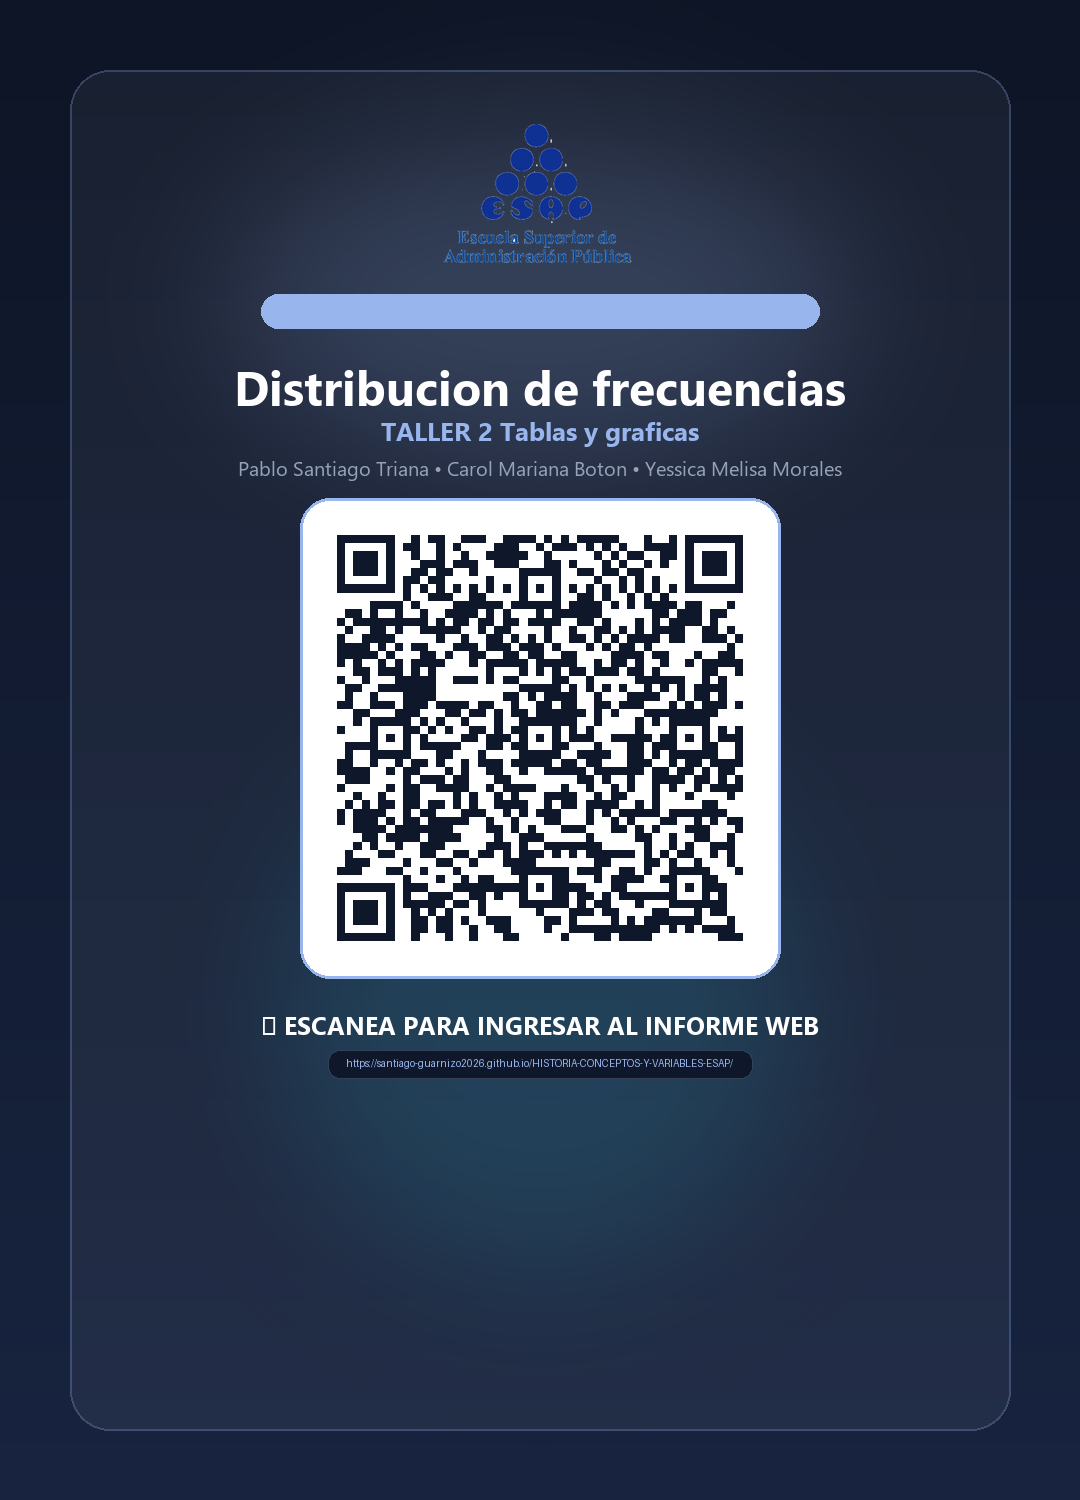 ESAP
Escuela Superior de
Administración Pública
Distribucion de frecuencias
TALLER 2 Tablas y graficas
Pablo Santiago Triana • Carol Mariana Boton • Yessica Melisa Morales
ESCANEA PARA INGRESAR AL INFORME WEB
https://santiago-guarnizo2026.github.io/HISTORIA-CONCEPTOS-Y-VARIABLES-ESAP/